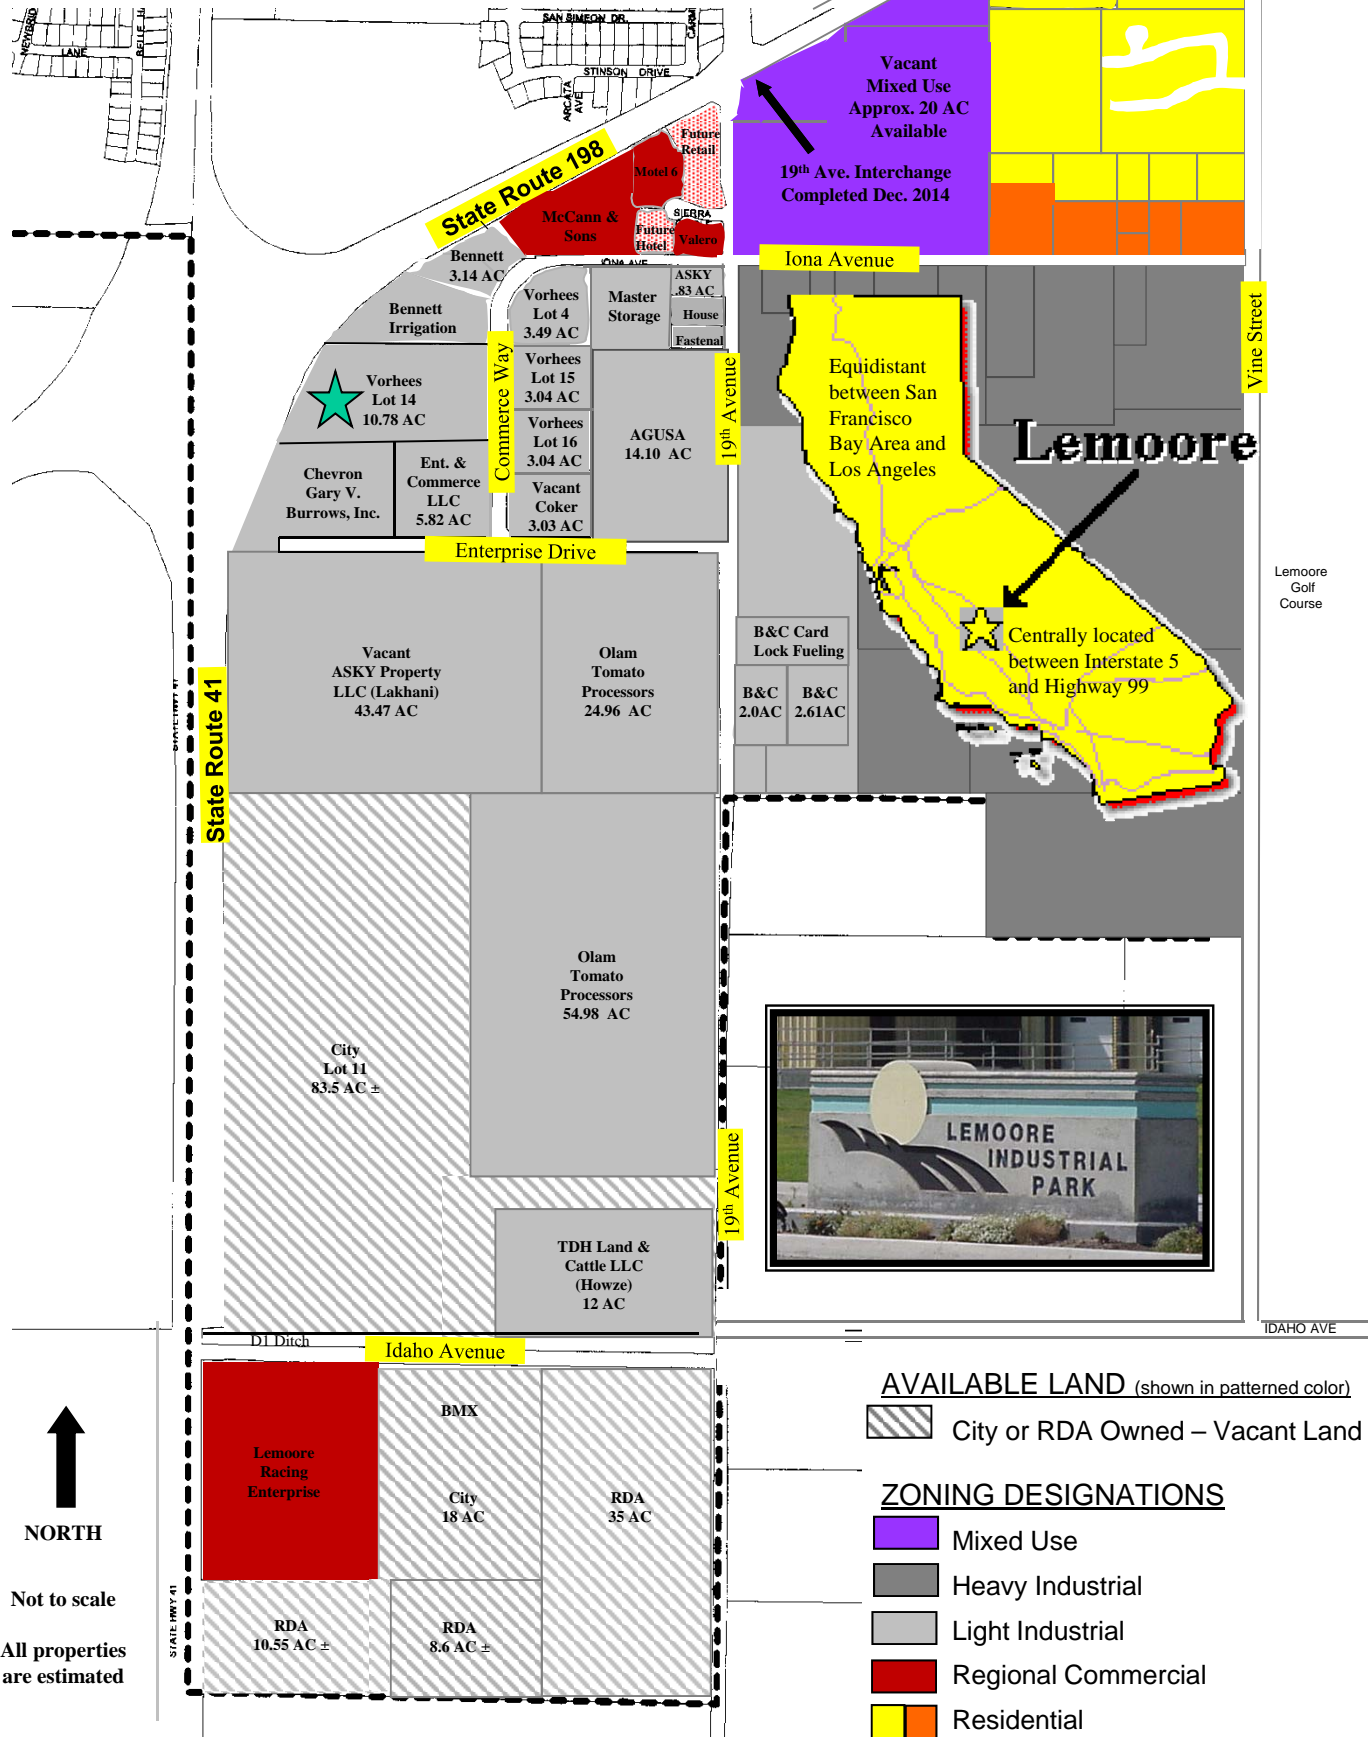 NEWBRID
LANE
BELLE HA
SAN SIMEON DR.
CARM
STINSON DRIVE
ARCATA
AVE
State Route 198
Vacant
Mixed Use
Approx. 20 AC
Available
19th Ave. Interchange
Completed Dec. 2014
Future
Retail
Motel 6
McCann &
Sons
SIERRA
Future
Hotel
Valero
IONA AVE
Iona Avenue
Bennett
3.14 AC
Bennett
Irrigation
Vorhees
Lot 4
3.49 AC
Master
Storage
ASKY
.83 AC
House
Fastenal
Vorhees
Lot 14
10.78 AC
Commerce Way
Vorhees
Lot 15
3.04 AC
Vorhees
Lot 16
3.04 AC
Vacant
Coker
3.03 AC
AGUSA
14.10 AC
19th Avenue
Chevron
Gary V.
Burrows, Inc.
Ent. &
Commerce
LLC
5.82 AC
Enterprise Drive
Vine Street
Equidistant
between San
Francisco
Bay Area and
Los Angeles
Lemoore
Centrally located
between Interstate 5
and Highway 99
Lemoore
Golf
Course
Vacant
ASKY Property
LLC (Lakhani)
43.47 AC
Olam
Tomato
Processors
24.96 AC
B&C Card
Lock Fueling
B&C
2.0AC
B&C
2.61AC
STATE HWY 41
State Route 41
Olam
Tomato
Processors
54.98 AC
City
Lot 11
83.5 AC ±
19th Avenue
LEMOORE
INDUSTRIAL
PARK
TDH Land &
Cattle LLC
(Howze)
12 AC
D1 Ditch
Idaho Avenue
IDAHO AVE
Lemoore
Racing
Enterprise
BMX
City
18 AC
RDA
35 AC
RDA
10.55 AC ±
RDA
8.6 AC ±
STATE HWY 41
NORTH
Not to scale
All properties
are estimated
AVAILABLE LAND (shown in patterned color)
City or RDA Owned – Vacant Land
ZONING DESIGNATIONS
Mixed Use
Heavy Industrial
Light Industrial
Regional Commercial
Residential